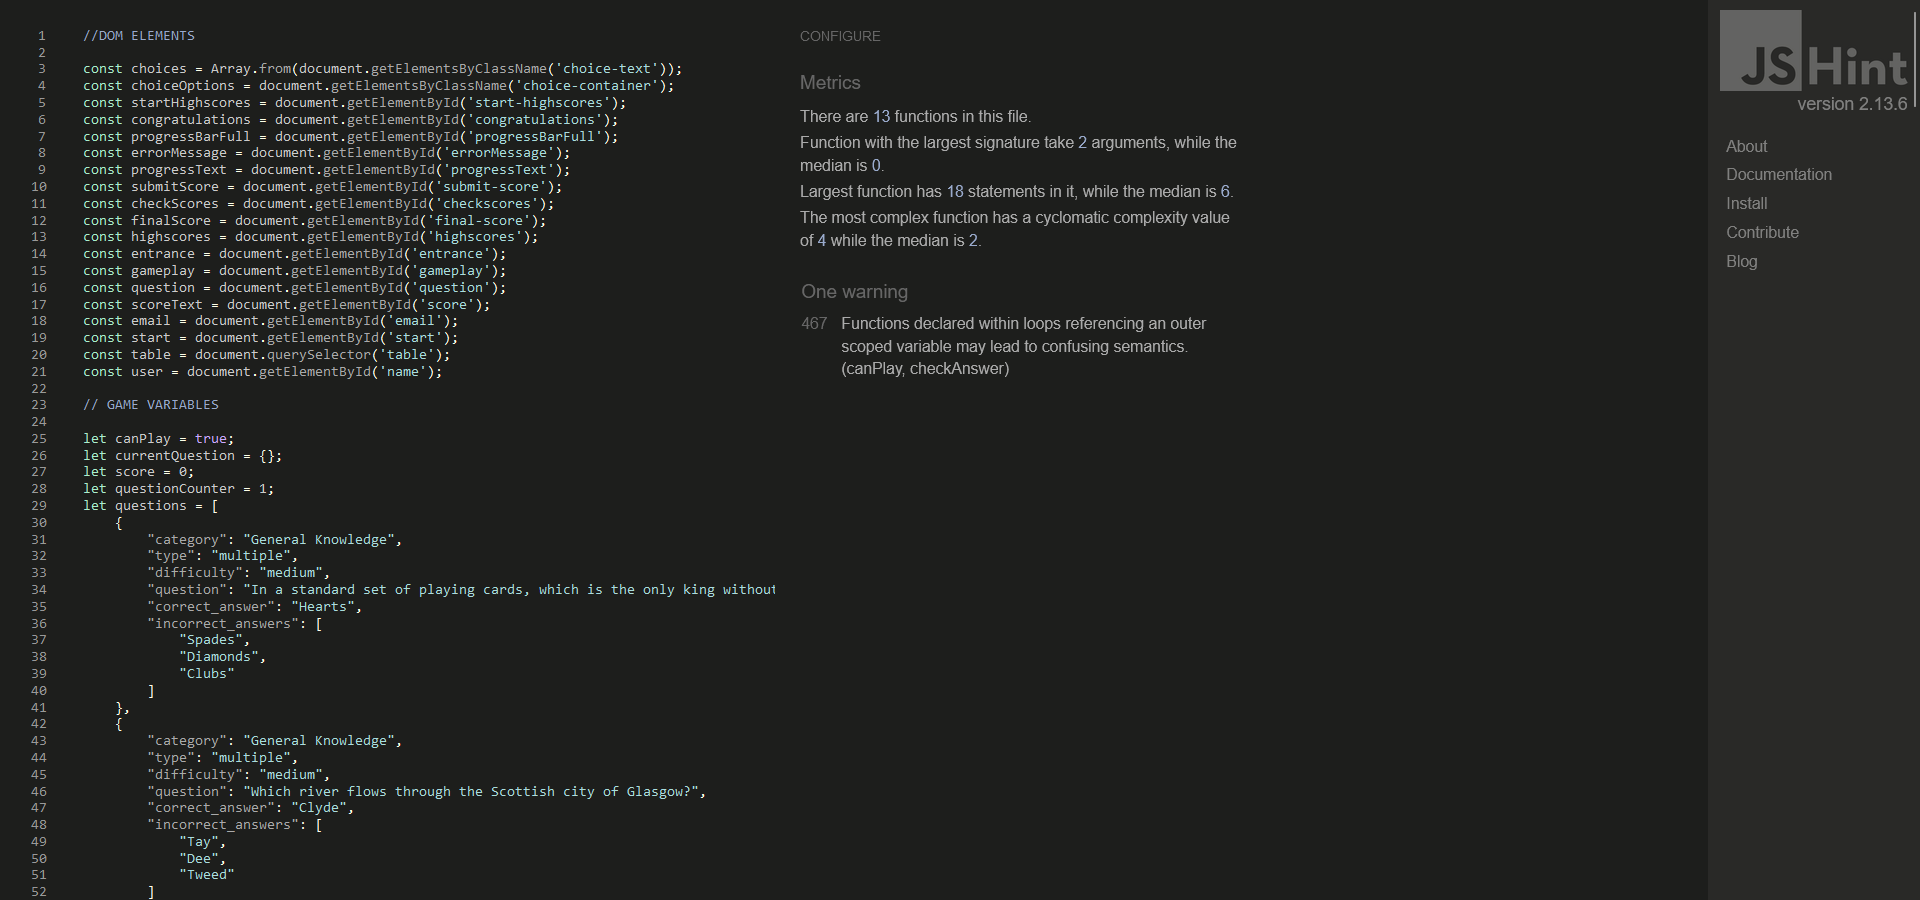 1 //DOM ELEMENTS
2
3 const choices = Array.from(document.getElementsByClassName('choice-text'));
4 const choiceOptions = document.getElementsByClassName('choice-container');
5 const startHighscores = document.getElementById('start-highscores');
6 const congratulations = document.getElementById('congratulations');
7 const progressBarFull = document.getElementById('progressBarFull');
8 const errorMessage = document.getElementById('errorMessage');
9 const progressText = document.getElementById('progressText');
10 const submitScore = document.getElementById('submit-score');
11 const checkScores = document.getElementById('checkscores');
12 const finalScore = document.getElementById('final-score');
13 const highscores = document.getElementById('highscores');
14 const entrance = document.getElementById('entrance');
15 const gameplay = document.getElementById('gameplay');
16 const question = document.getElementById('question');
17 const scoreText = document.getElementById('score');
18 const email = document.getElementById('email');
19 const start = document.getElementById('start');
20 const table = document.querySelector('table');
21 const user = document.getElementById('name');
22
23 // GAME VARIABLES
24
25 let canPlay = true;
26 let currentQuestion = {};
27 let score = 0;
28 let questionCounter = 1;
29 let questions = [
30 {
31 "category": "General Knowledge",
32 "type": "multiple",
33 "difficulty": "medium",
34 "question": "In a standard set of playing cards, which is the only king without
35 "correct_answer": "Hearts",
36 "incorrect_answers": [
37 "Spades",
38 "Diamonds",
39 "Clubs"
40 ]
41 },
42 {
43 "category": "General Knowledge",
44 "type": "multiple",
45 "difficulty": "medium",
46 "question": "Which river flows through the Scottish city of Glasgow?",
47 "correct_answer": "Clyde",
48 "incorrect_answers": [
49 "Tay",
50 "Dee",
51 "Tweed"
52 ]
CONFIGURE
Metrics
There are 13 functions in this file.
Function with the largest signature take 2 arguments, while the
median is 0.
Largest function has 18 statements in it, while the median is 6.
The most complex function has a cyclomatic complexity value
of 4 while the median is 2.
One warning
467 Functions declared within loops referencing an outer
scoped variable may lead to confusing semantics.
(canPlay, checkAnswer)
JSHint
version 2.13.6
About
Documentation
Install
Contribute
Blog